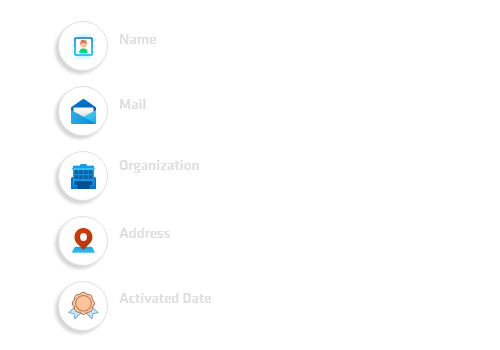 Name
Mail
Organization
Address
Activated Date